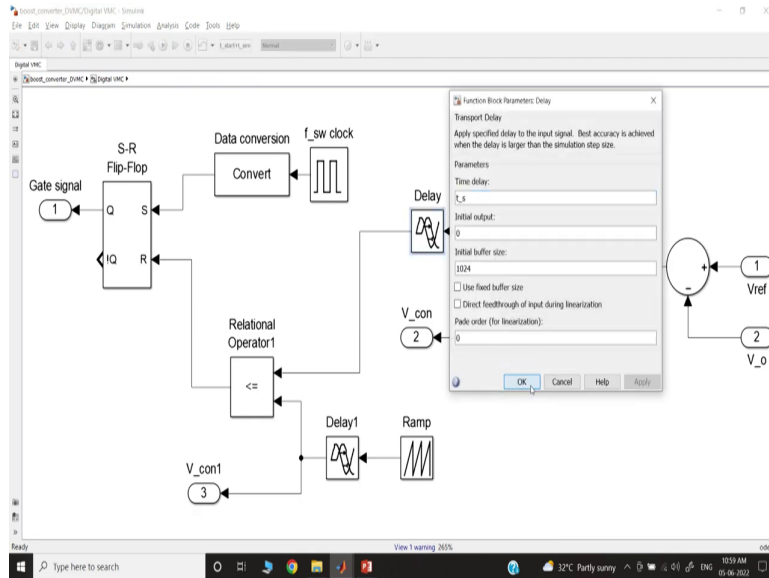 boost_converter_DVMC/Digital VMC - Simulink
File Edit View Display Diagram Simulation Analysis Code Tools Help
t_start+t_sim
Normal
Digital VMC
boost_converter_DVMC Digital VMC
Function Block Parameters: Delay
Transport Delay
Apply specified delay to the input signal. Best accuracy is achieved
when the delay is larger than the simulation step size.
Parameters
Time delay:
t_s
Initial output:
0
Initial buffer size:
1024
Use fixed buffer size
Direct feedthrough of input during linearization
Pade order (for linearization):
0
OK Cancel Help Apply
Data conversion
f_sw clock
S-R
Flip-Flop
Convert
Gate signal
1
Q
S
!Q
R
Delay
+
-
1
Vref
2
V_o
V_con
2
Relational
Operator1
<=
Delay1
Ramp
V_con1
3
Ready
View 1 warning 265%
ode
Type here to search
32°C Partly sunny
ENG
10:59 AM
05-06-2022